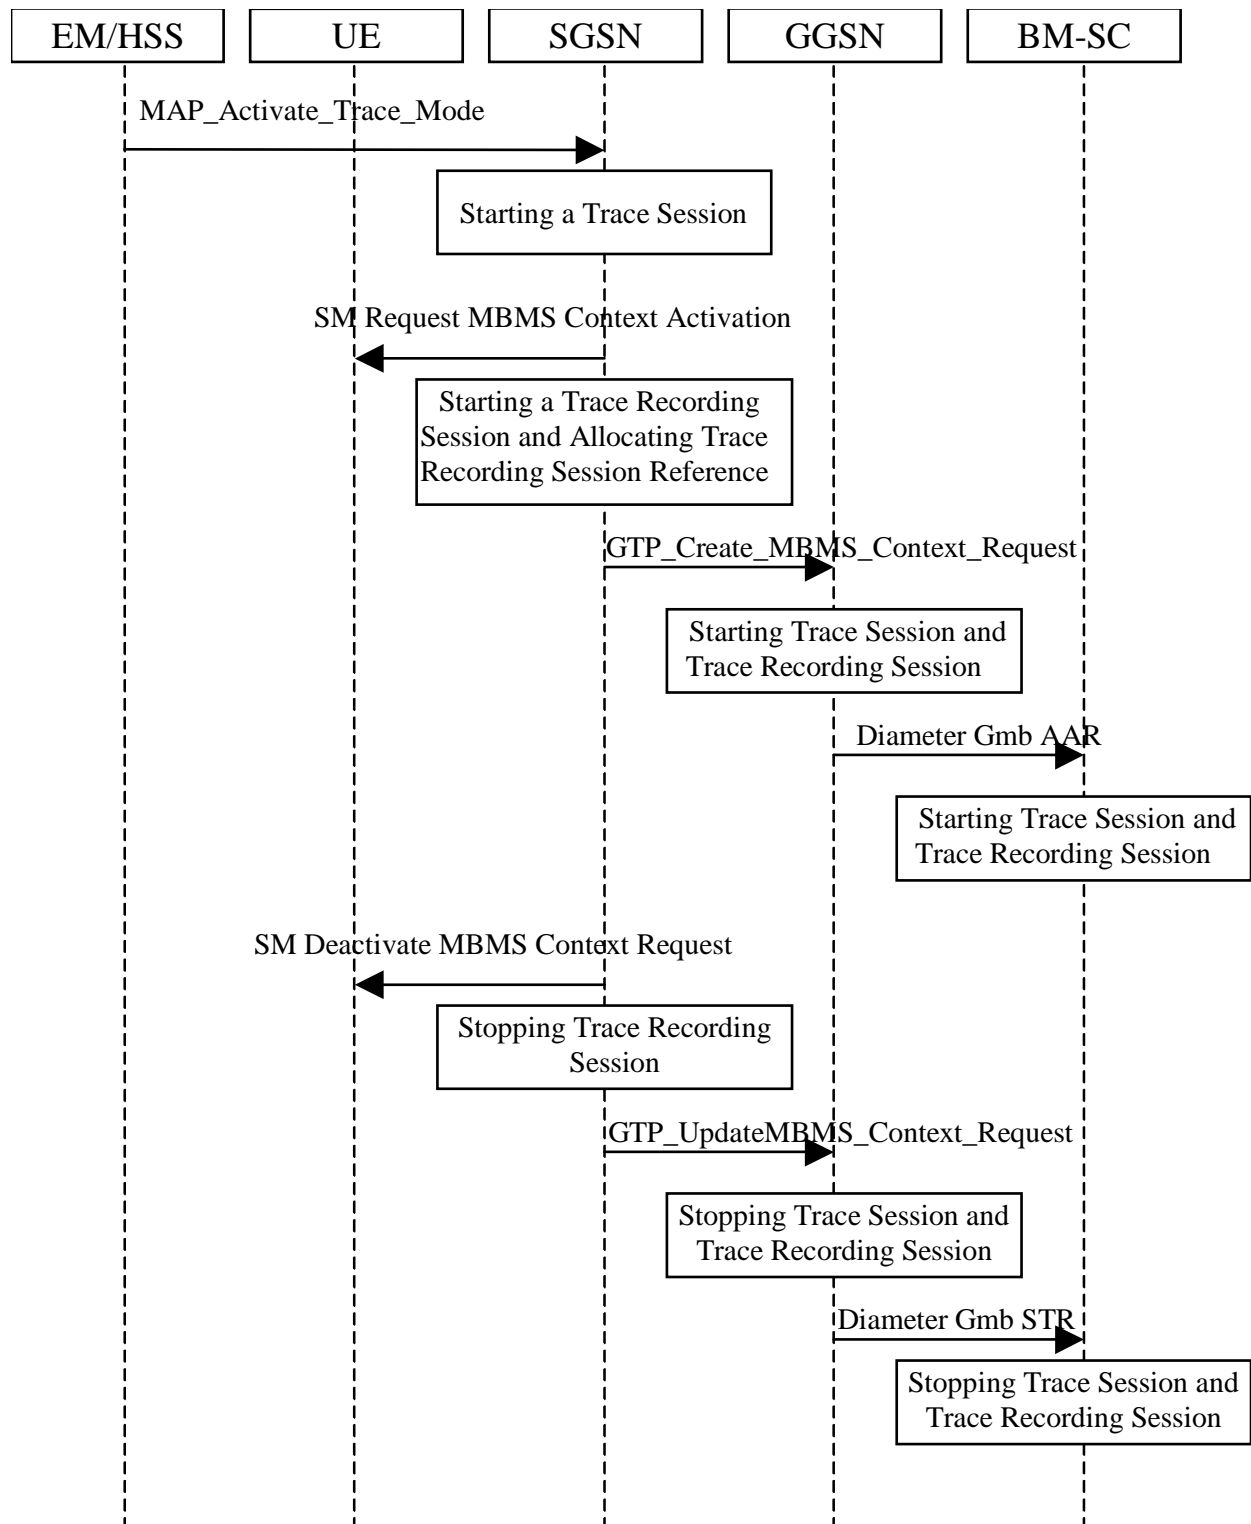 EM/HSS
UE
SGSN
GGSN
BM-SC
MAP_Activate_Trace_Mode
Starting a Trace Session
SM Request MBMS Context Activation
Starting a Trace Recording
Session and Allocating Trace
Recording Session Reference
GTP_Create_MBMS_Context_Request
Starting Trace Session and
Trace Recording Session
Diameter Gmb AAR
Starting Trace Session and
Trace Recording Session
SM Deactivate MBMS Context Request
Stopping Trace Recording
Session
GTP_UpdateMBMS_Context_Request
Stopping Trace Session and
Trace Recording Session
Diameter Gmb STR
Stopping Trace Session and
Trace Recording Session